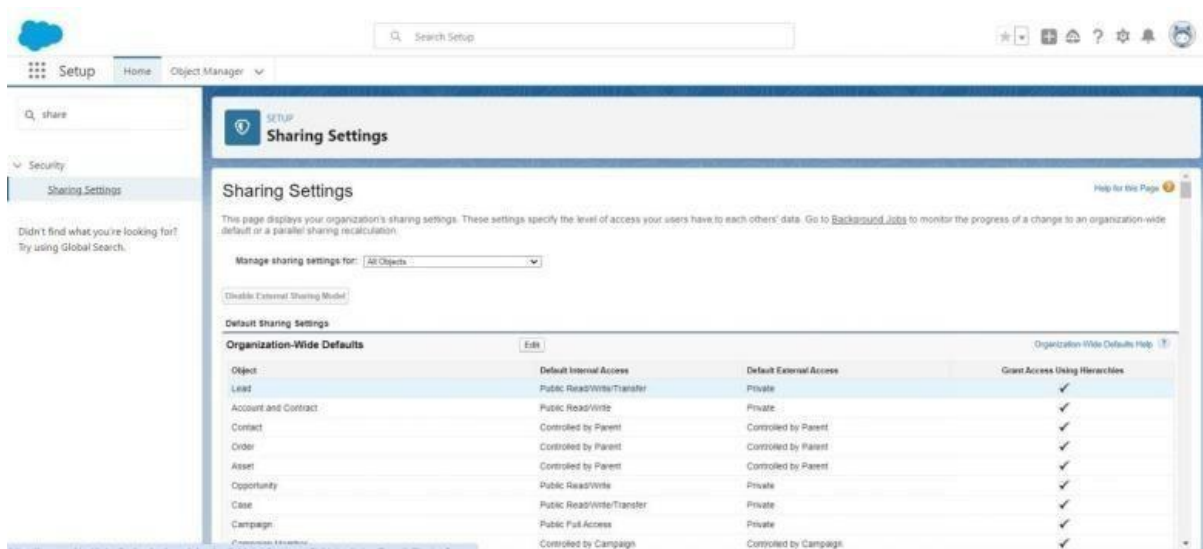 Search Setup
Setup Home Object Manager
share
SETUP
Sharing Settings
Security
Sharing Settings
Didn't find what you're looking for?
Try using Global Search.
Sharing Settings
Help for this Page
This page displays your organization's sharing settings. These settings specify the level of access your users have to each others' data. Go to Background Jobs to monitor the progress of a change to an organization-wide
default or a parallel sharing recalculation.
Manage sharing settings for: All Objects
Disable External Sharing Model
Default Sharing Settings
Organization-Wide Defaults Edit Organization-Wide Defaults Help ?
Object Default Internal Access Default External Access Grant Access Using Hierarchies
Lead Public Read/Write/Transfer Private ✓
Account and Contract Public Read/Write Private ✓
Contact Controlled by Parent Controlled by Parent ✓
Order Controlled by Parent Controlled by Parent ✓
Asset Controlled by Parent Controlled by Parent ✓
Opportunity Public Read/Write Private ✓
Case Public Read/Write/Transfer Private ✓
Campaign Public Full Access Private ✓
Campaign Member Controlled by Campaign Controlled by Campaign ✓